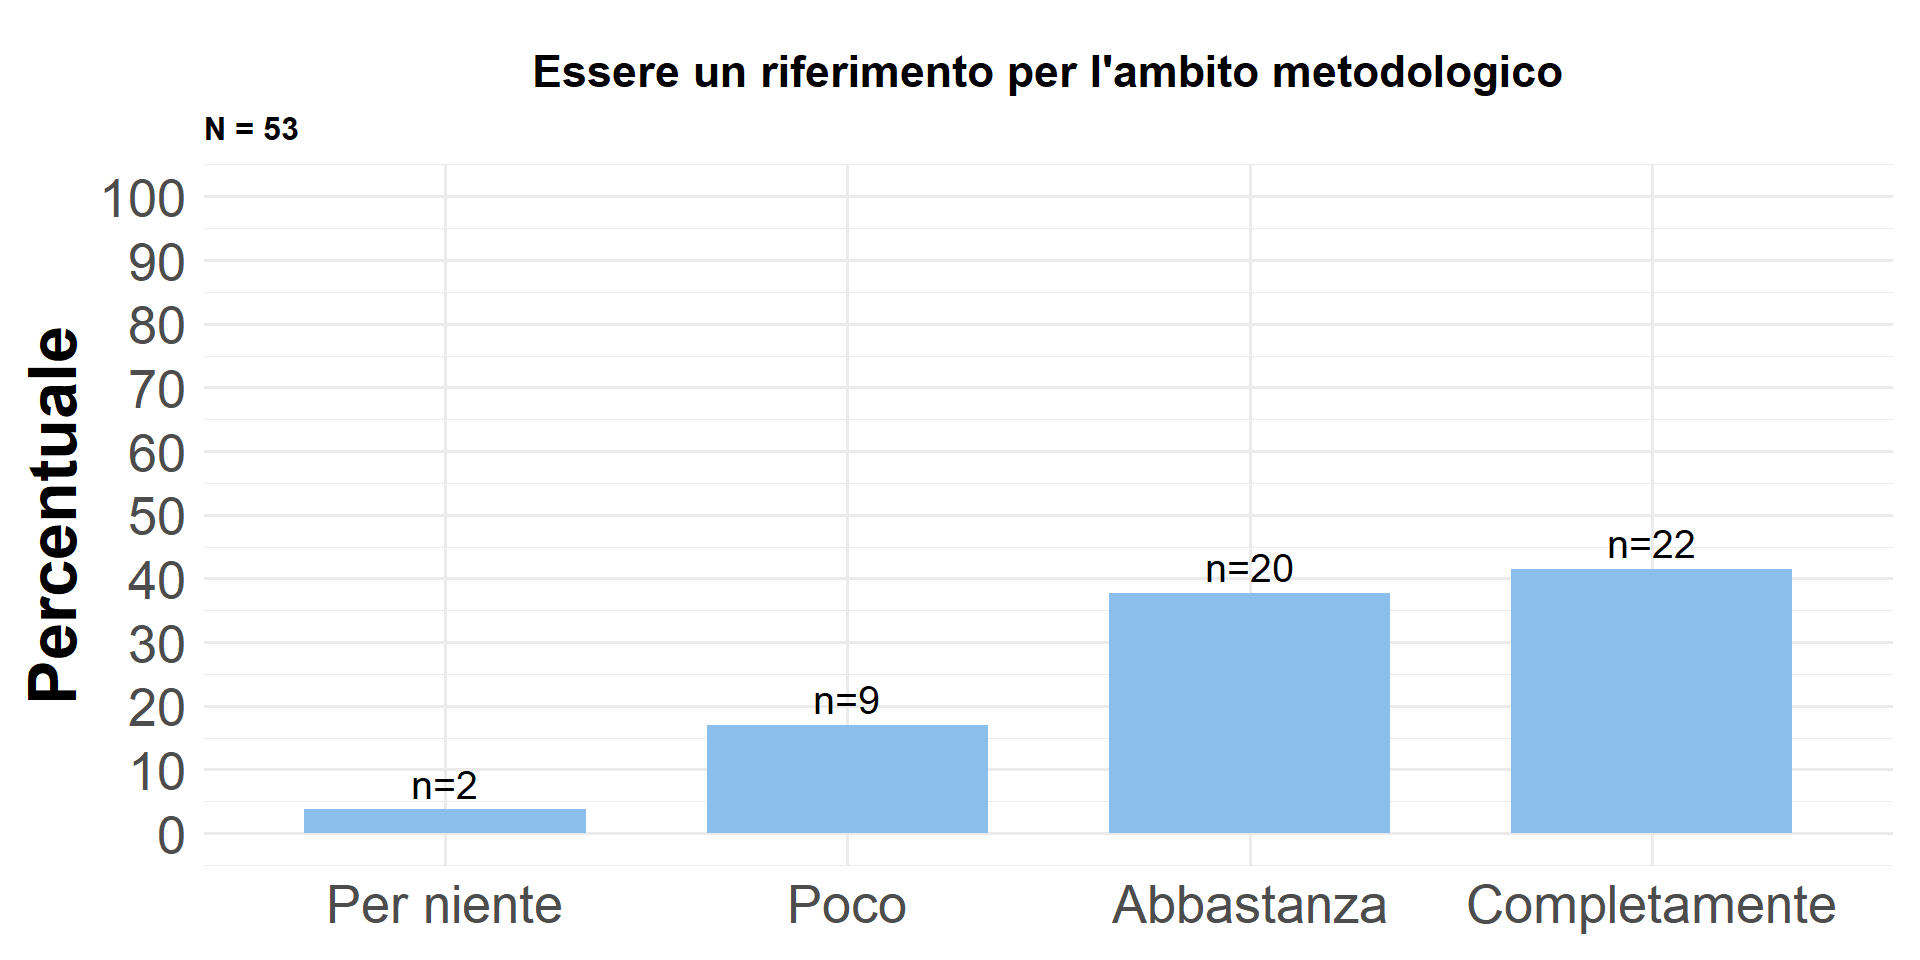 Essere un riferimento per l'ambito metodologico
N = 53
Percentuale
100
90
80
70
60
50
40
30
20
10
0
n=2
n=9
n=20
n=22
Per niente
Poco
Abbastanza
Completamente